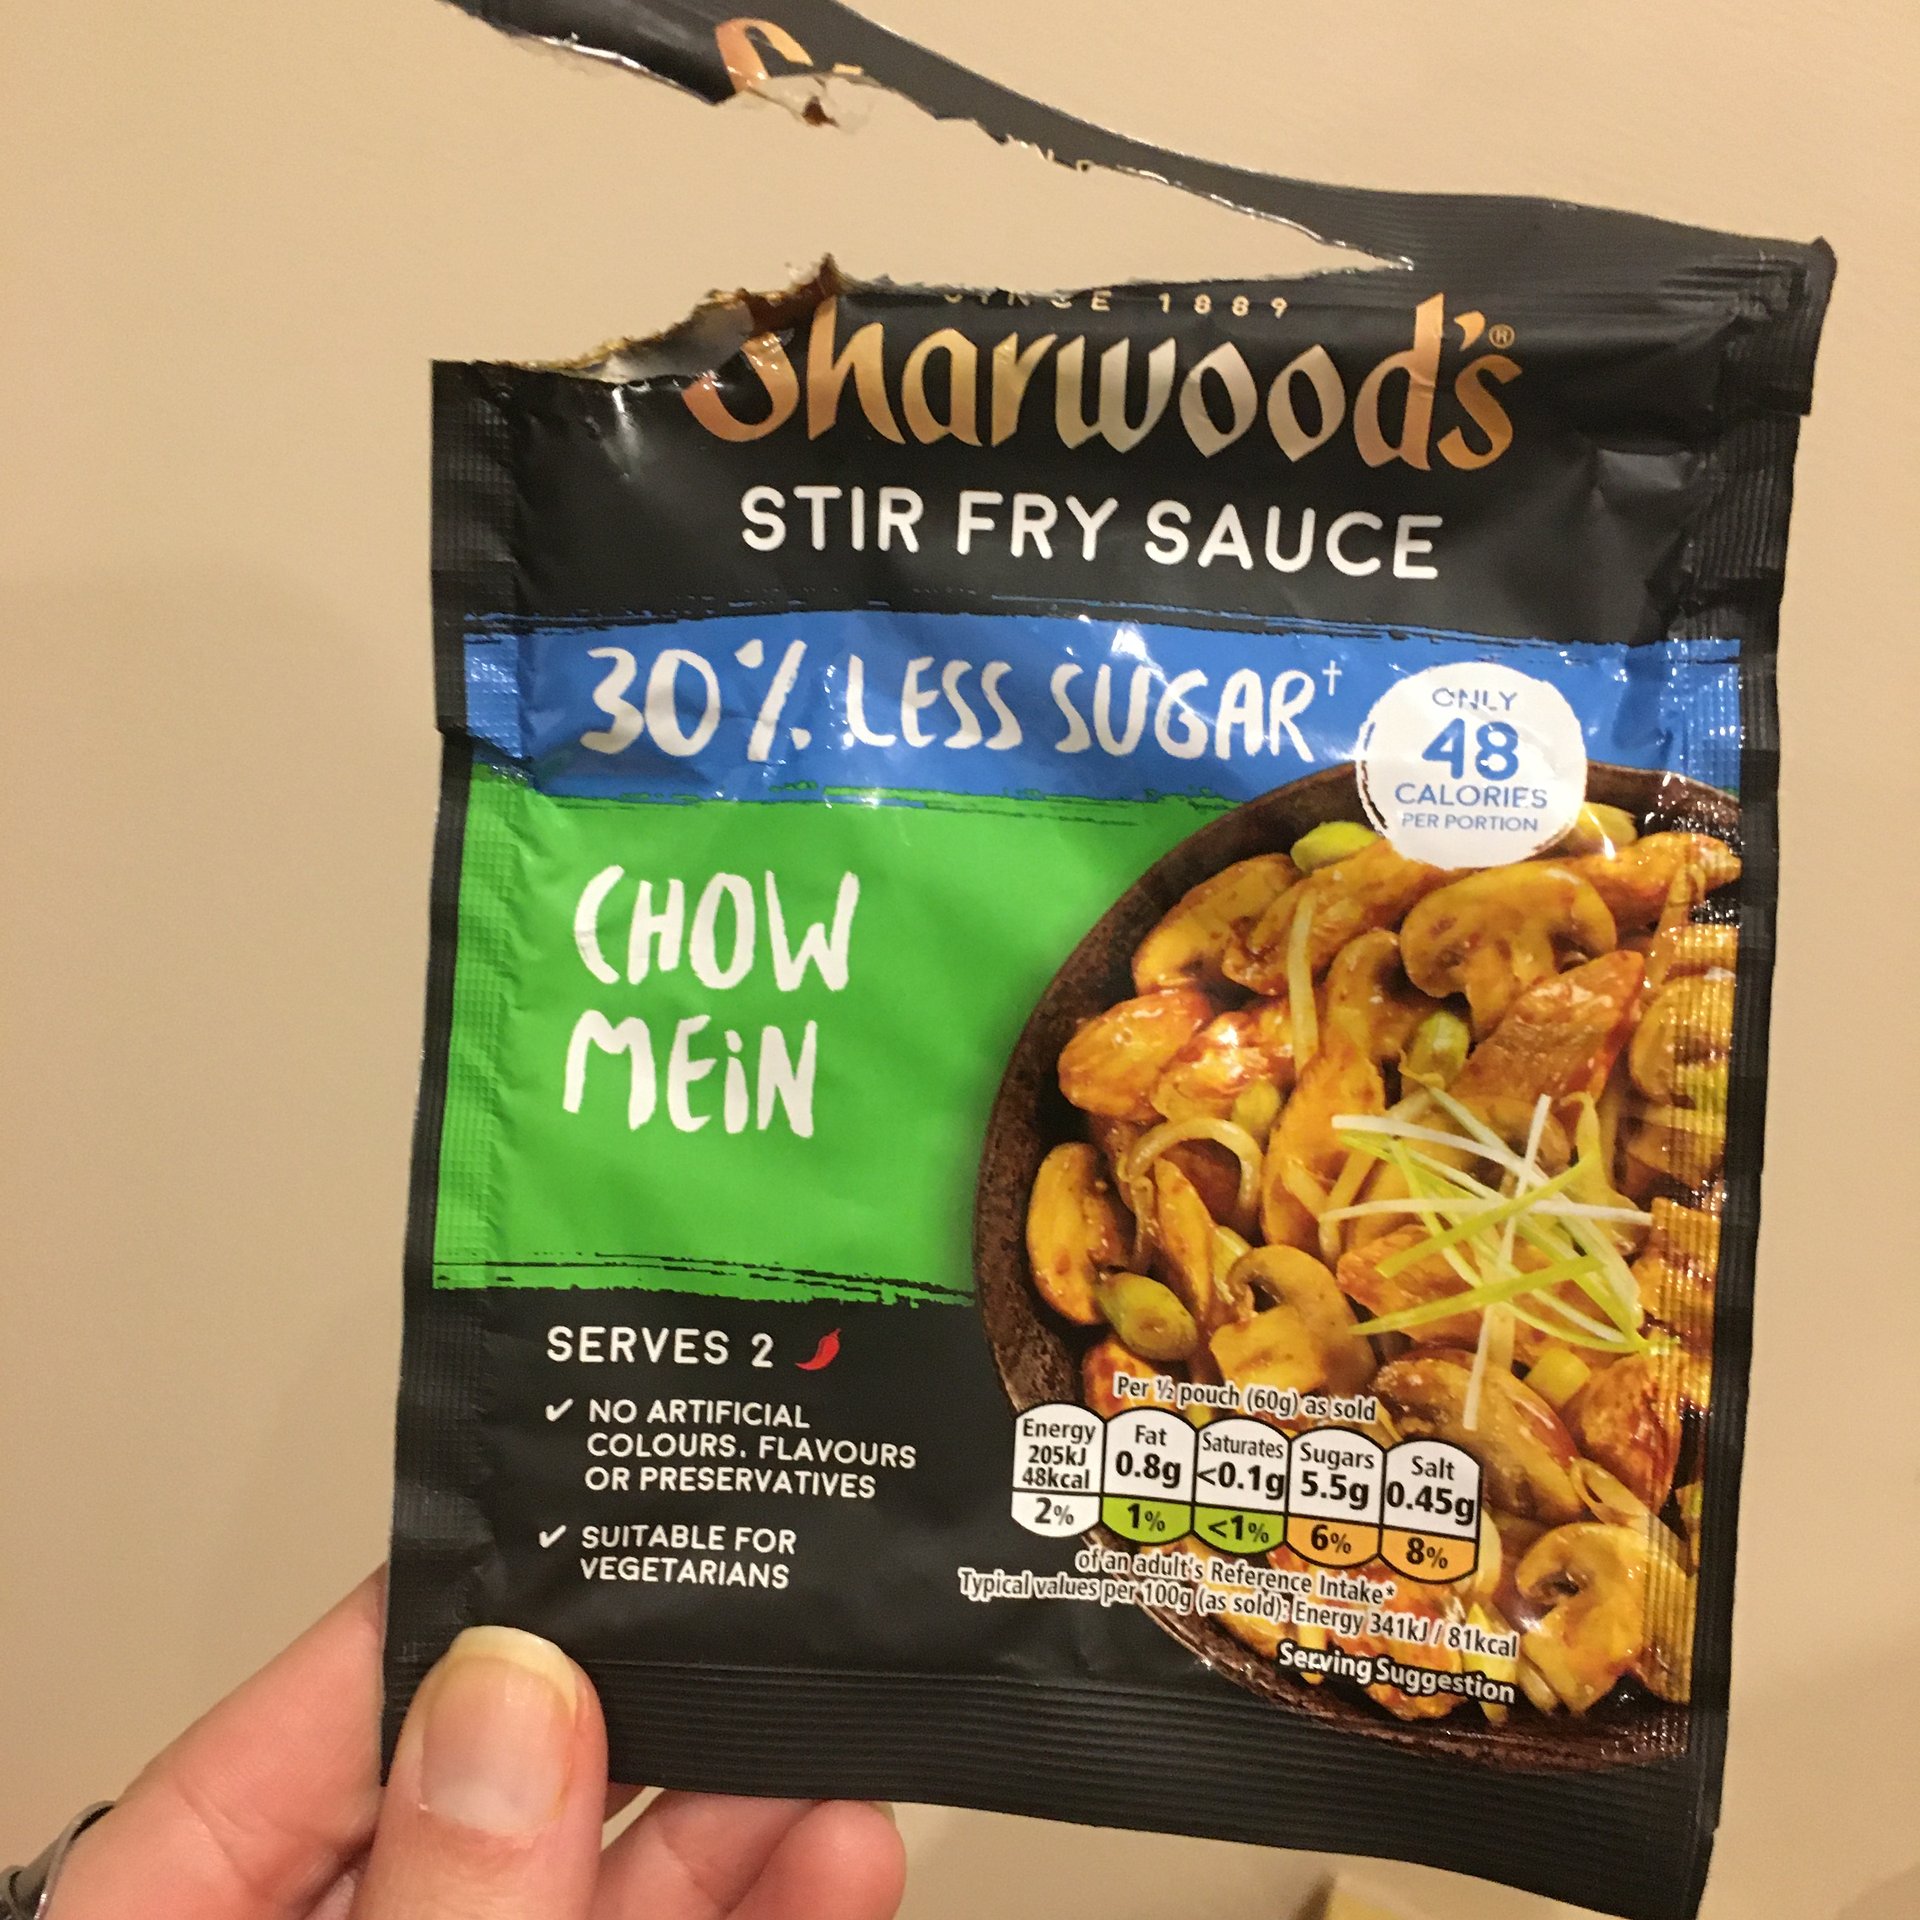 SINCE 1889
Sharwood's®
STIR FRY SAUCE
30% LESS SUGAR†
ONLY
48
CALORIES
PER PORTION
CHOW
MEiN
SERVES 2
✓ NO ARTIFICIAL
COLOURS, FLAVOURS
OR PRESERVATIVES
✓ SUITABLE FOR
VEGETARIANS
Per ½ pouch (60g) as sold
Energy Fat Saturates Sugars Salt
205kJ
48kcal 0.8g <0.1g 5.5g 0.45g
2% 1% <1% 6% 8%
of an adult's Reference Intake*
Typical values per 100g (as sold): Energy 341kJ / 81kcal
Serving Suggestion